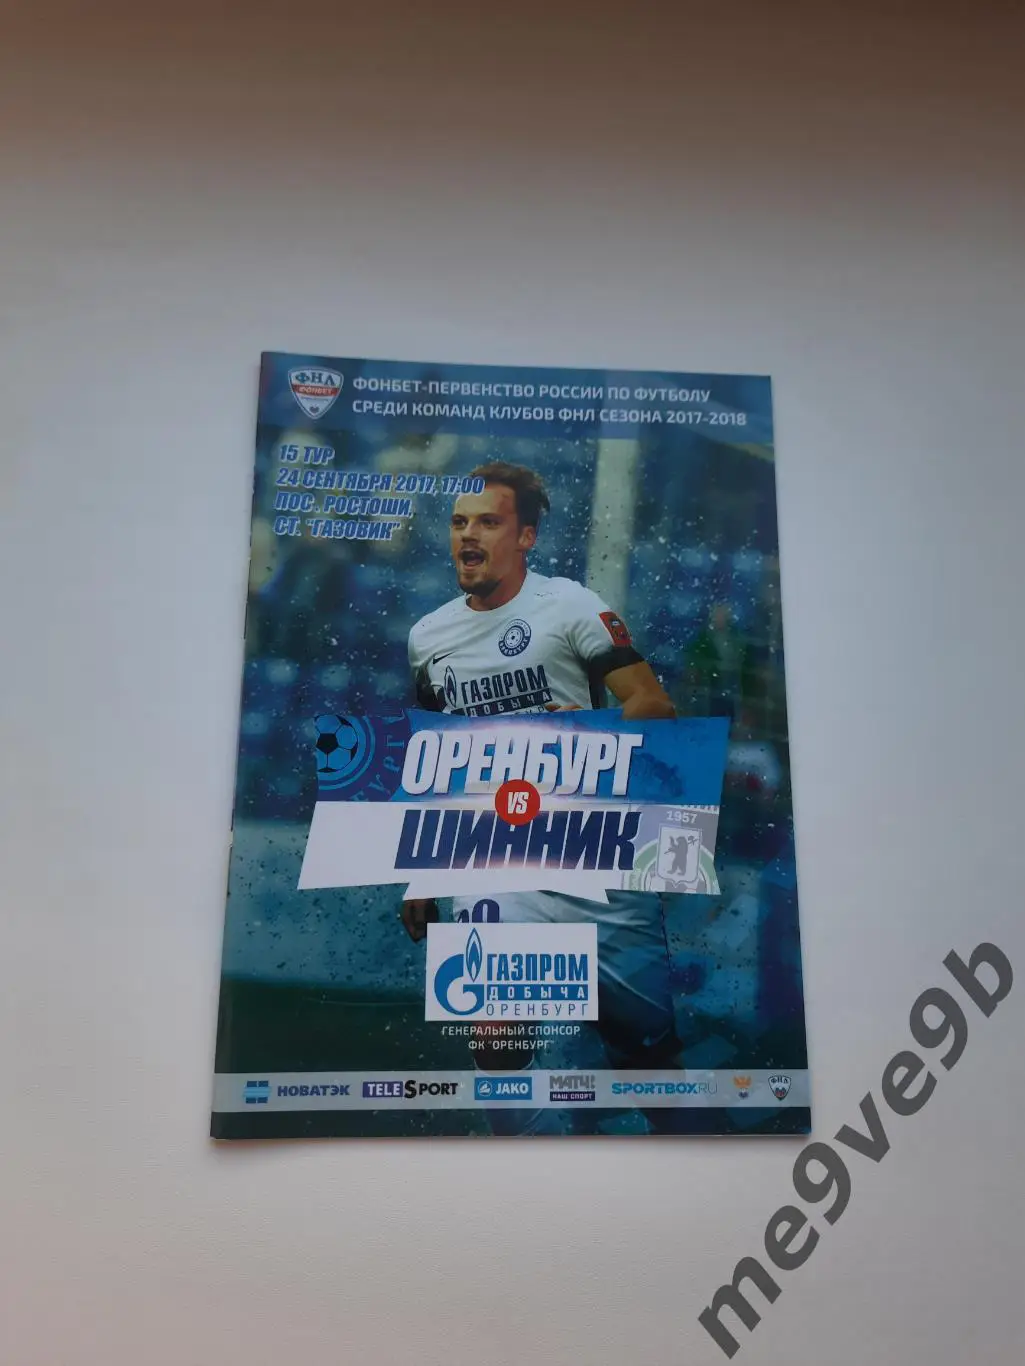 ФНЛ
ФОНБЕТ
ФОНБЕТ-ПЕРВЕНСТВО РОССИИ ПО ФУТБОЛУ
СРЕДИ КОМАНД КЛУБОВ ФНЛ СЕЗОНА 2017-2018
15 ТУР
24 СЕНТЯБРЯ 2017, 17:00
ПОС. РОСТОШИ,
СТ. "ГАЗОВИК"
ОРЕНБУРГ
ГАЗПРОМ
ДОБЫЧА
ОРЕНБУРГ
VS
ШИННИК
1957
ГАЗПРОМ
ДОБЫЧА
ОРЕНБУРГ
ГЕНЕРАЛЬНЫЙ СПОНСОР
ФК "ОРЕНБУРГ"
НОВАТЭК TELESPORT JAKO МАТЧ! НАШ СПОРТ SPORTBOX.RU ФНЛ
me9ve9b